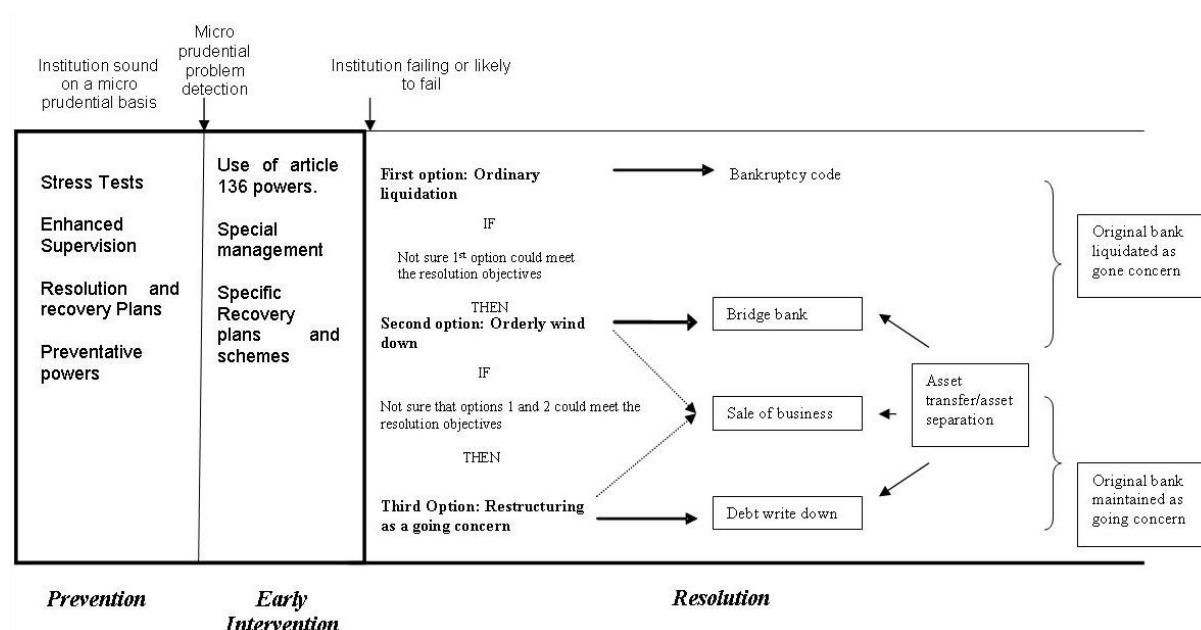 Institution sound
on a micro
prudential basis
Micro
prudential
problem
detection
Institution failing or likely
to fail
Stress Tests
Enhanced
Supervision
Resolution and
recovery Plans
Preventative
powers
Use of article
136 powers.
Special
management
Specific
Recovery
plans and
schemes
First option: Ordinary
liquidation
Bankruptcy code
IF
Not sure 1st option could meet
the resolution objectives
THEN
Second option: Orderly wind
down
Bridge bank
IF
Not sure that options 1 and 2 could meet the
resolution objectives
Sale of business
THEN
Third Option: Restructuring
as a going concern
Debt write down
Asset
transfer/asset
separation
Original bank
liquidated as
gone concern
Original bank
maintained as
going concern
Prevention
Early
Intervention
Resolution